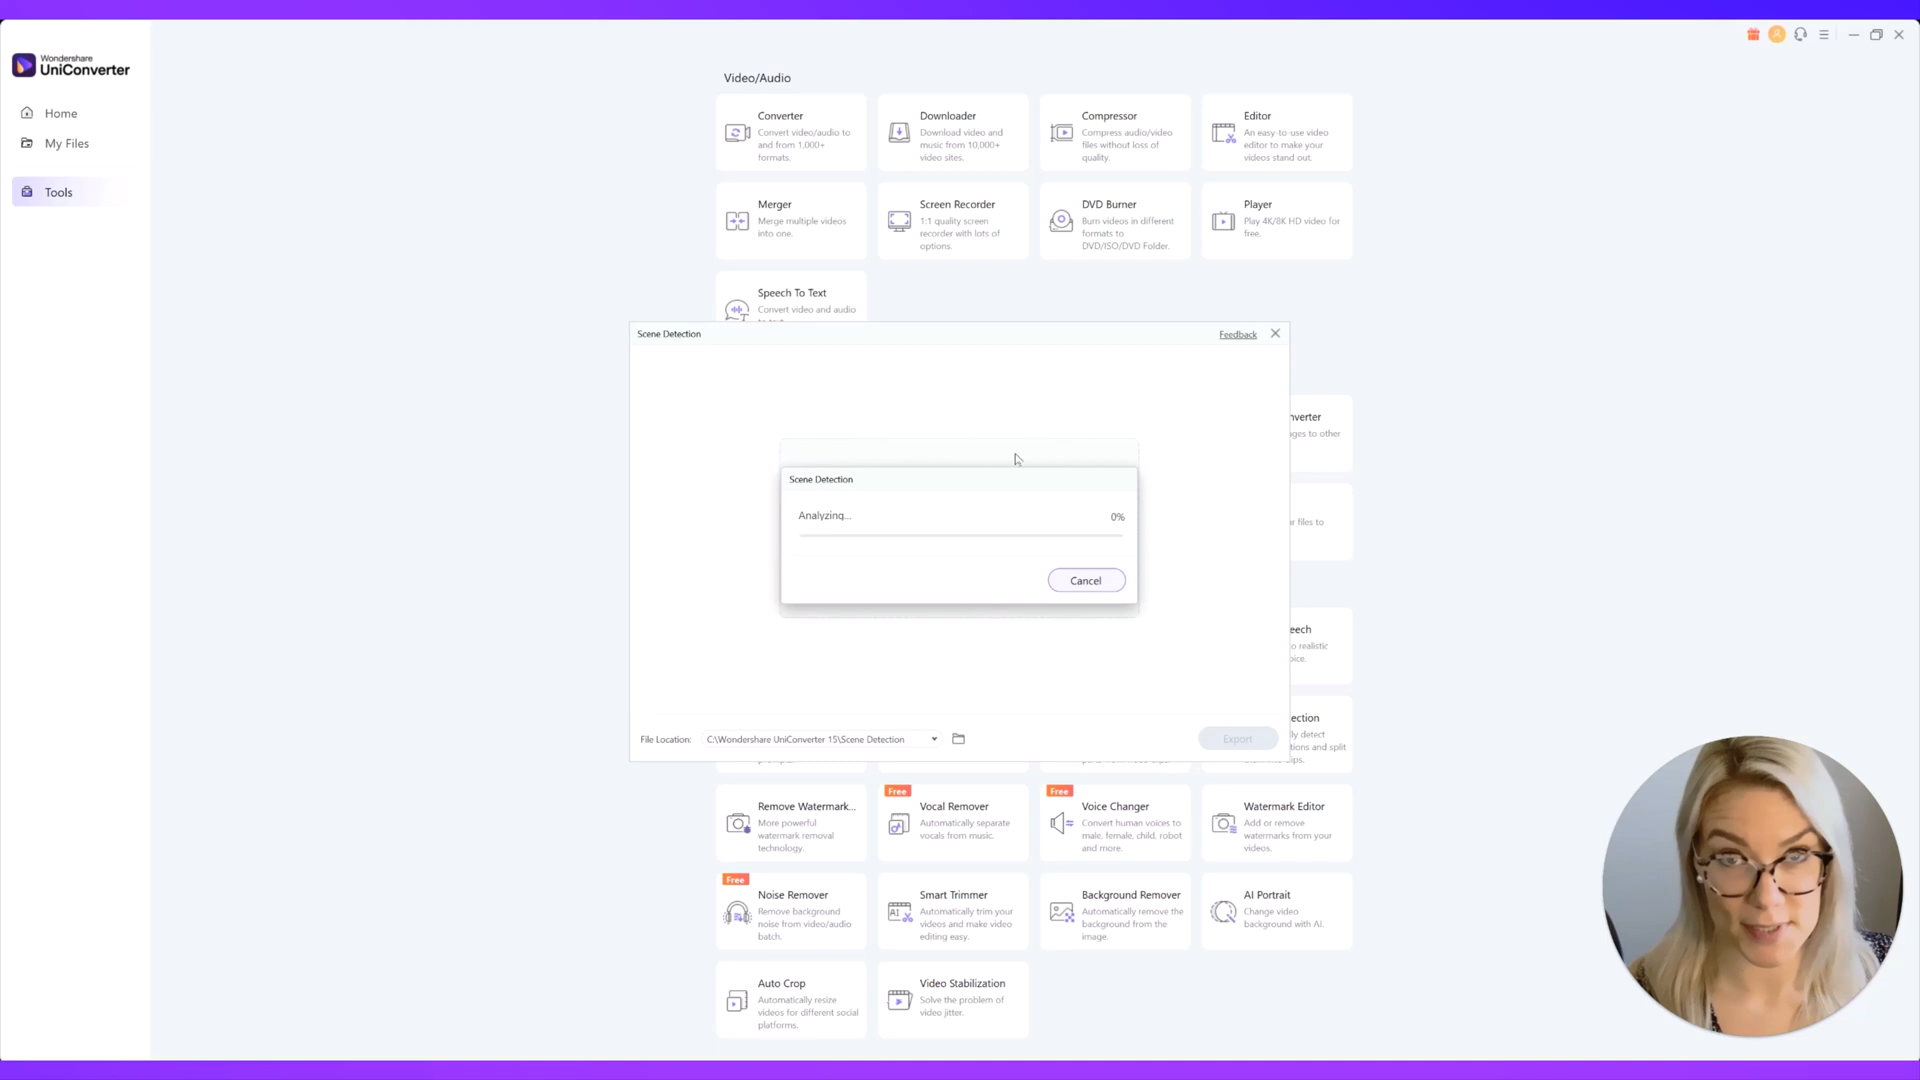 Wondershare
UniConverter
Home
My Files
Tools
Video/Audio
Converter
Convert video/audio to
and from 1,000+
formats.
Downloader
Download video and
music from 10,000+
video sites.
Compressor
Compress audio/video
files without loss of
quality.
Editor
An easy-to-use video
editor to make your
videos stand out.
Merger
Merge multiple videos
into one.
Screen Recorder
1:1 quality screen
recorder with lots of
options.
DVD Burner
Burn videos in different
formats to
DVD/ISO/DVD Folder.
Player
Play 4K/8K HD video for
free.
Speech To Text
Convert video and audio
Scene Detection
Feedback
nverter
ges to other
r files to
Scene Detection
Analyzing...
0%
Cancel
eech
o realistic
oice.
ection
ly detect
tions and split
File Location:
C:\Wondershare UniConverter 15\Scene Detection
Export
Remove Watermark...
More powerful
watermark removal
technology.
Free
Vocal Remover
Automatically separate
vocals from music.
Free
Voice Changer
Convert human voices to
male, female, child, robot
and more.
Watermark Editor
Add or remove
watermarks from your
videos.
Free
Noise Remover
Remove background
noise from video/audio
batch.
Smart Trimmer
Automatically trim your
videos and make video
editing easy.
Background Remover
Automatically remove the
background from the
image.
AI Portrait
Change video
background with AI.
Auto Crop
Automatically resize
videos for different social
platforms.
Video Stabilization
Solve the problem of
video jitter.